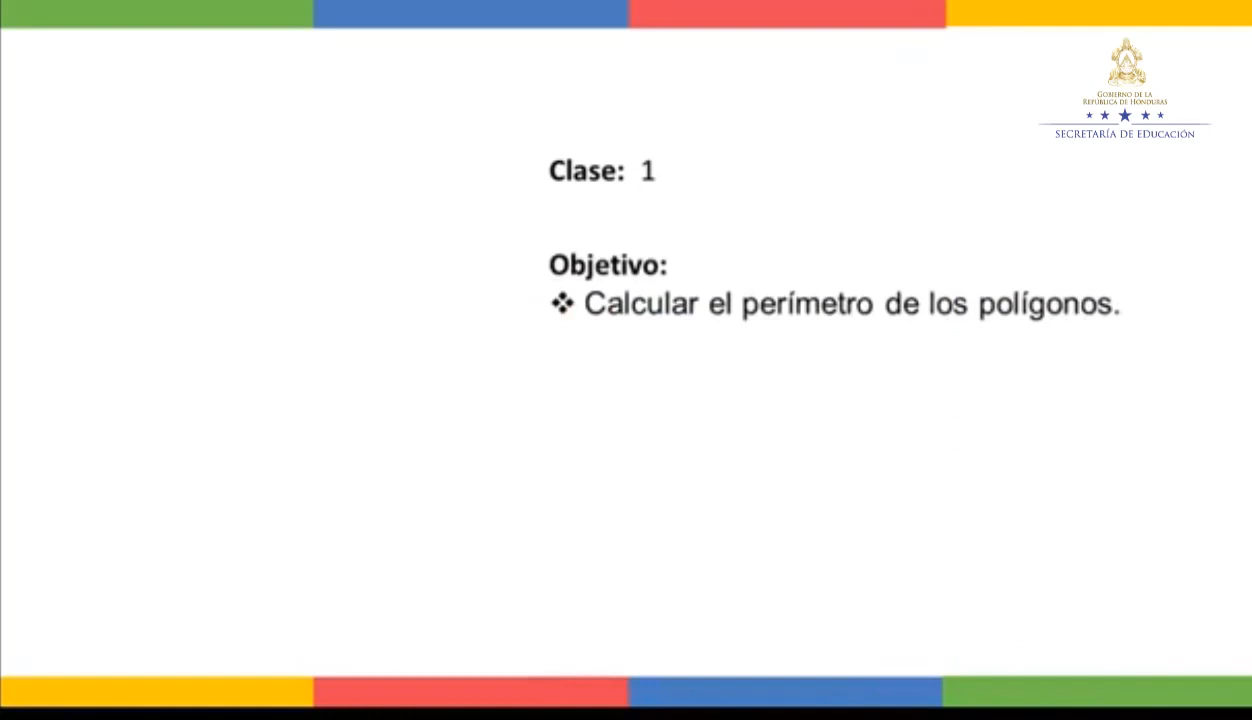 GOBIERNO DE LA
REPÚBLICA DE HONDURAS
SECRETARÍA DE EDUCACIÓN
Clase: 1
Objetivo:
❖ Calcular el perímetro de los polígonos.